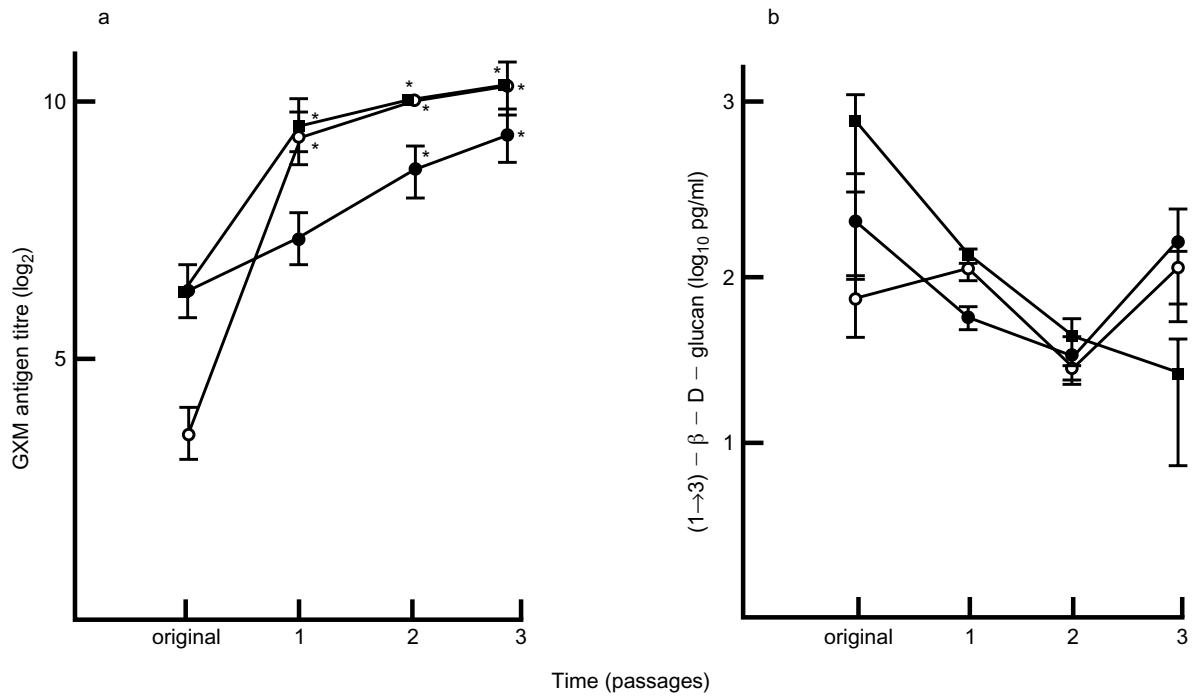 a
b
GXM antigen titre (log₂)
10
5
original 1 2 3
* * * * * * *
(1→3) – β – D – glucan (log₁₀ pg/ml)
3
2
1
original 1 2 3
Time (passages)